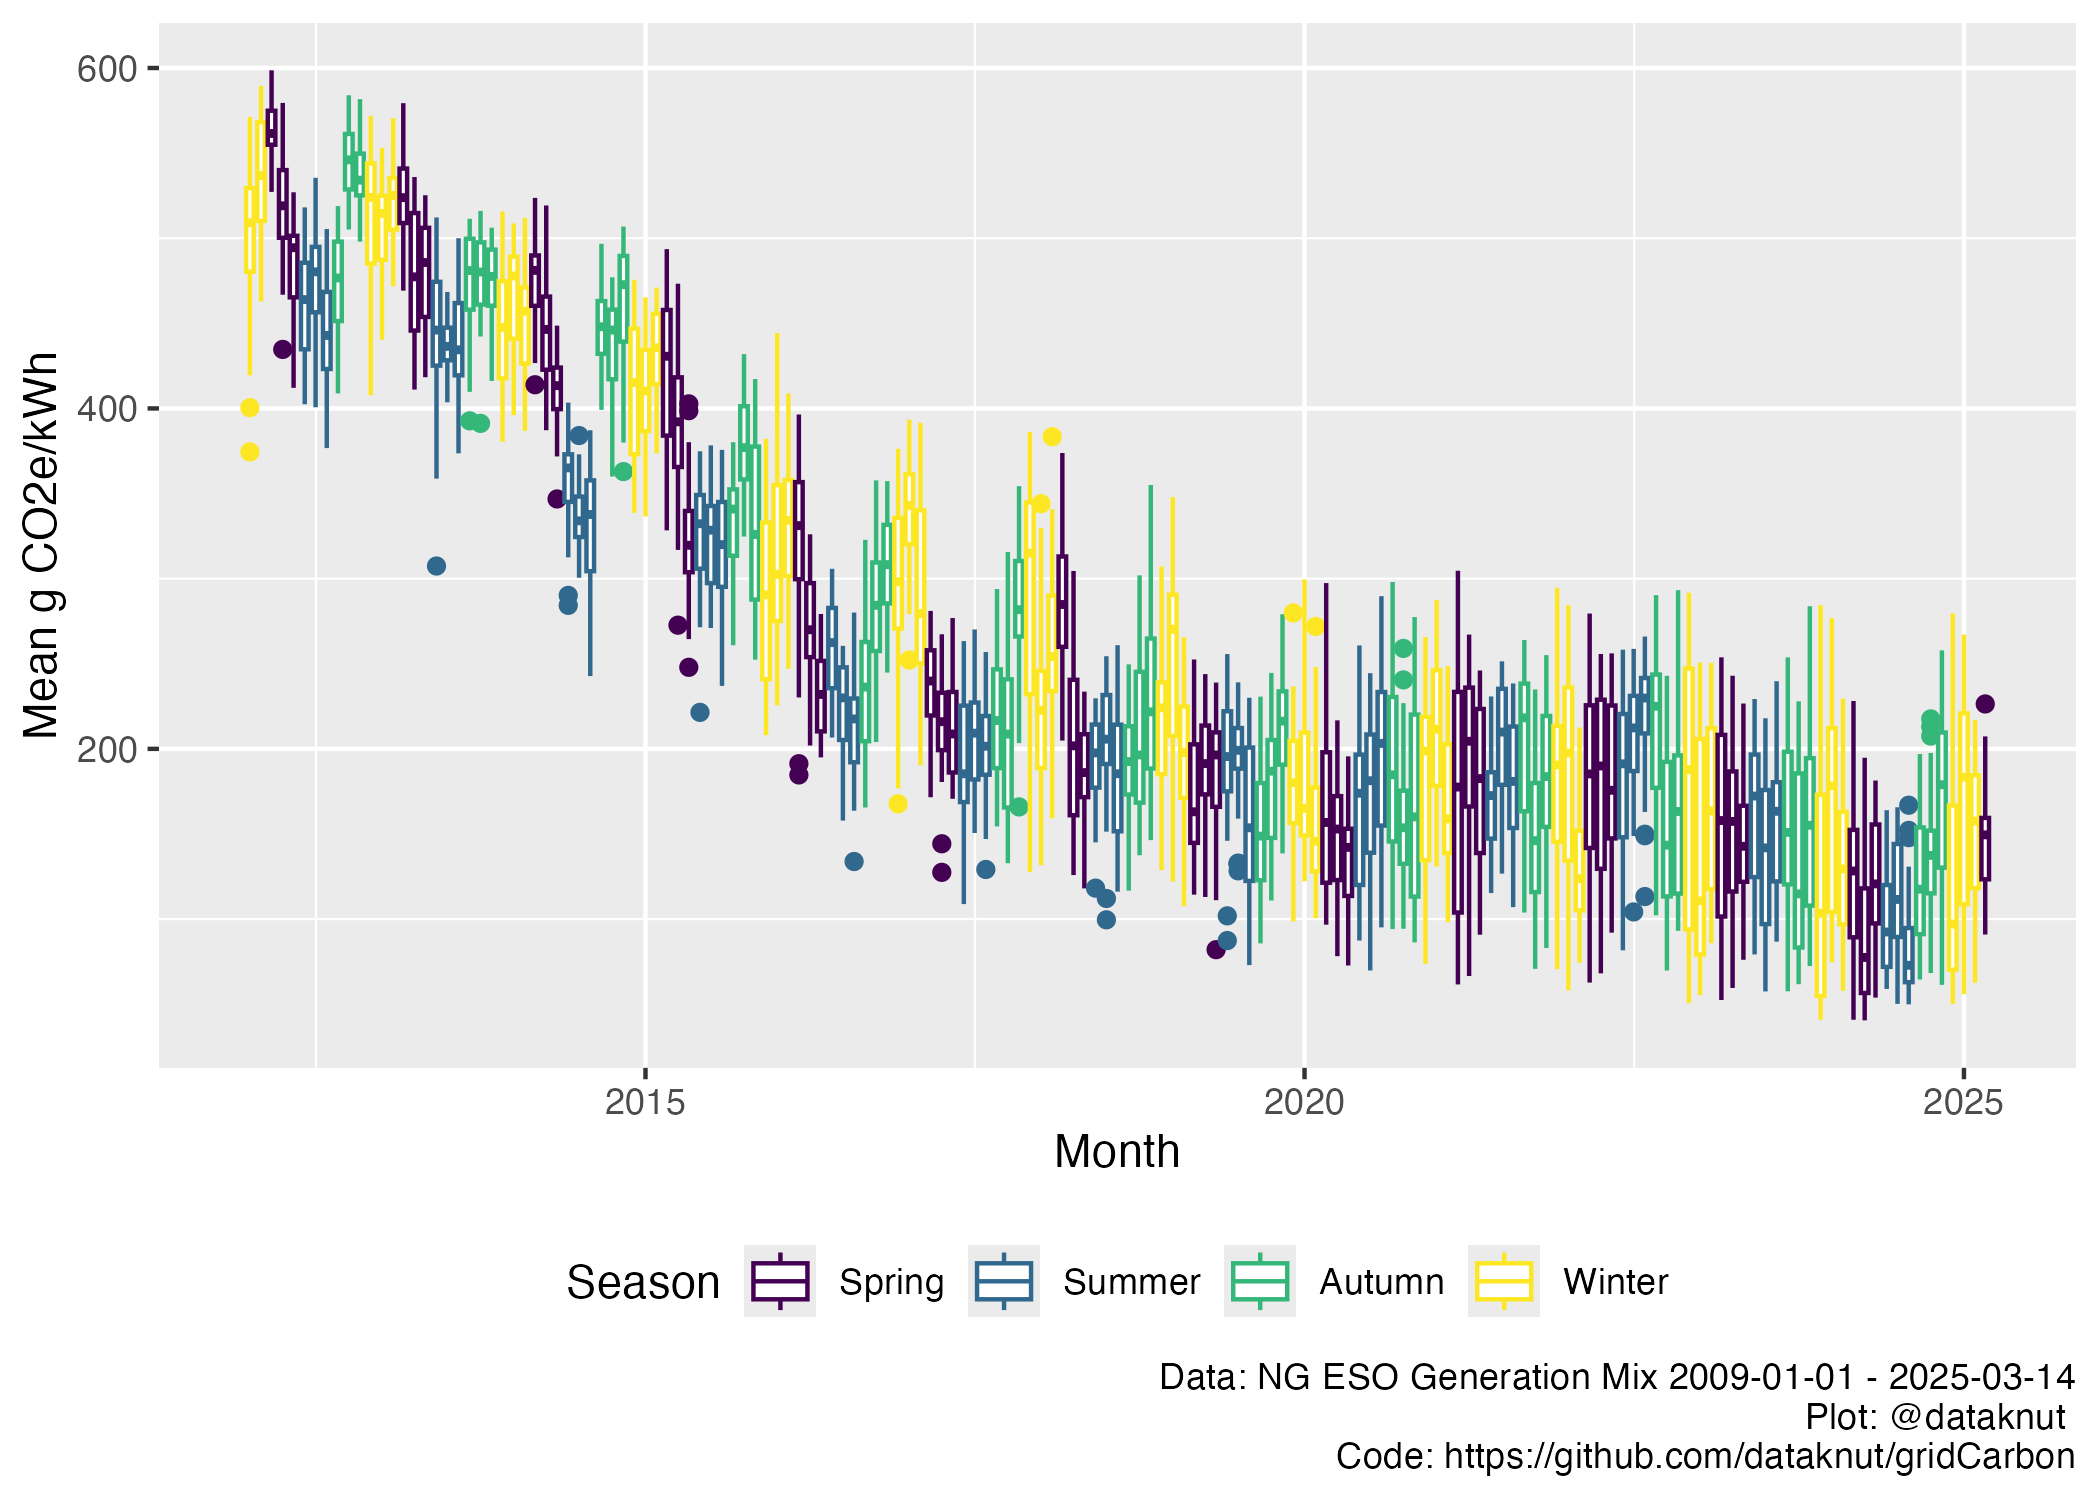 600
400
200
Mean g CO2e/kWh
2015 2020 2025
Month
Season Spring Summer Autumn Winter
Data: NG ESO Generation Mix 2009-01-01 - 2025-03-14
Plot: @dataknut
Code: https://github.com/dataknut/gridCarbon